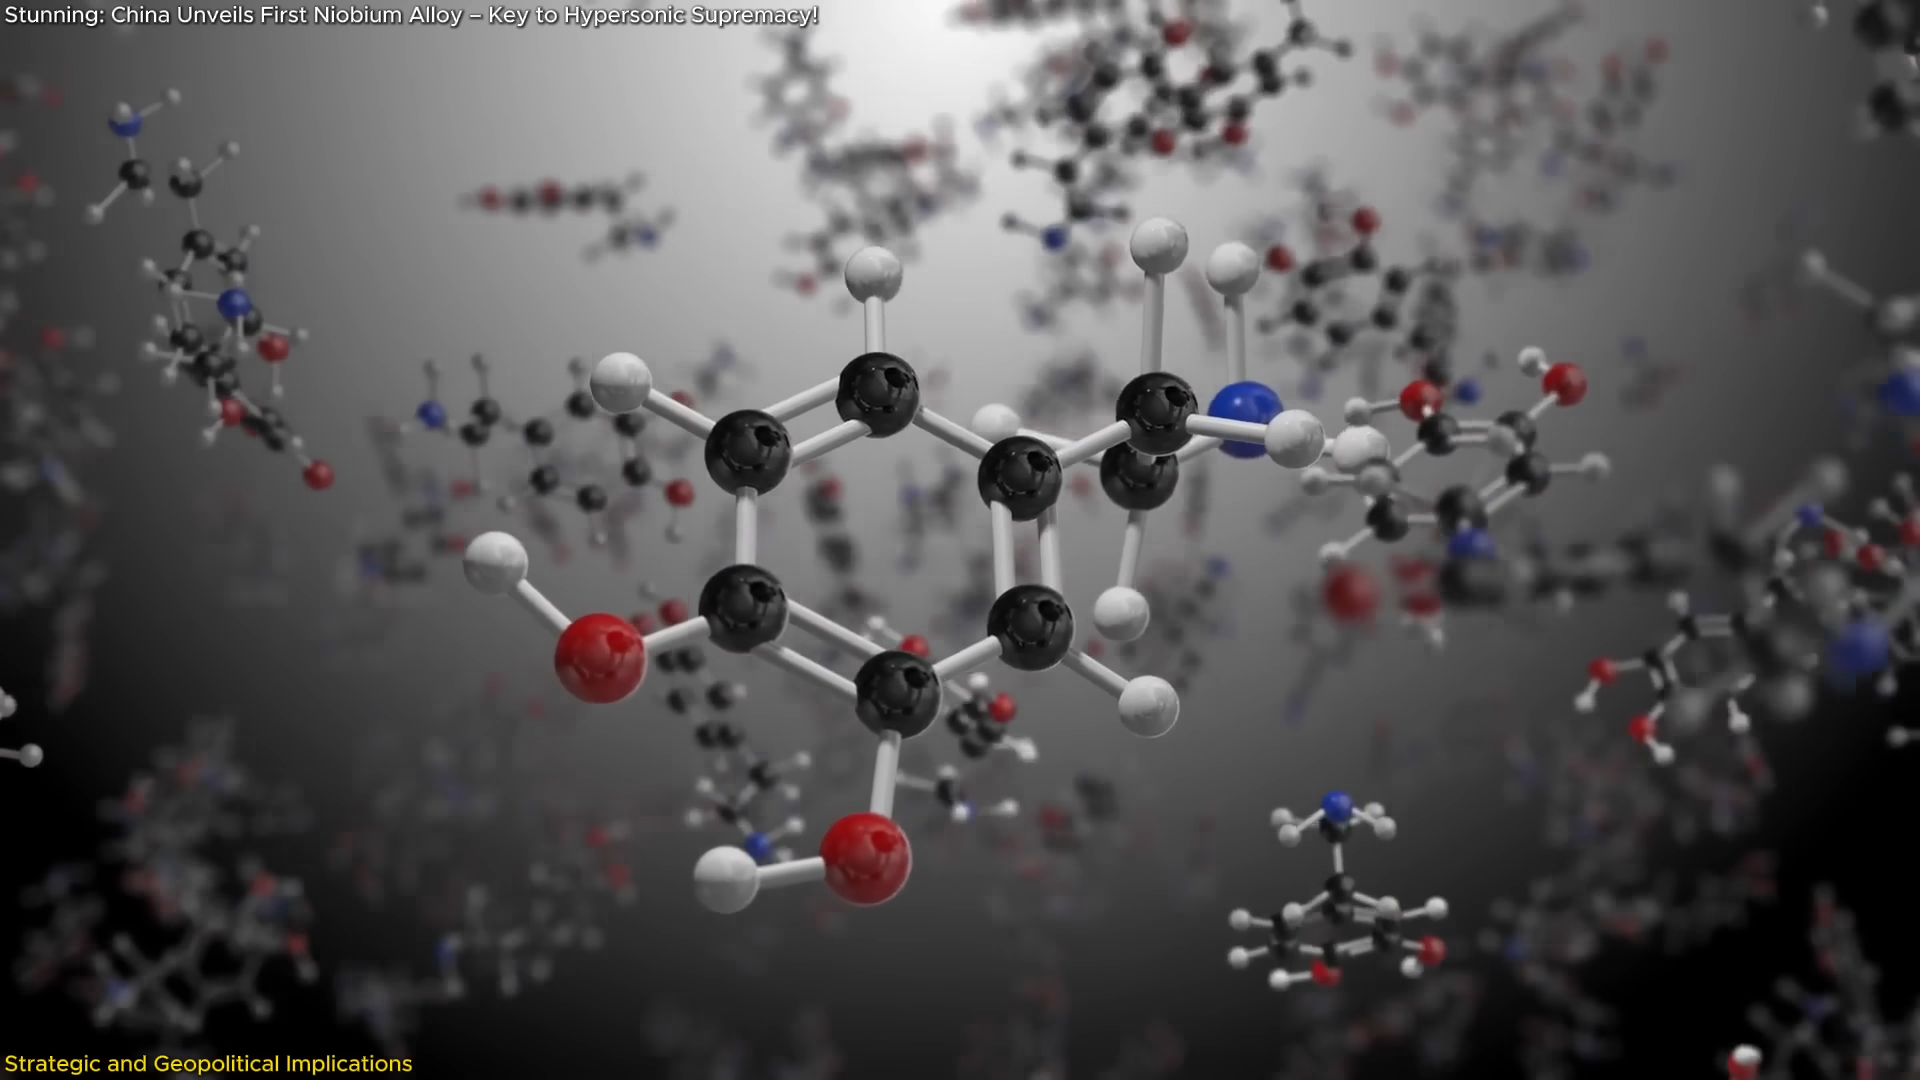 Stunning: China Unveils First Niobium Alloy – Key to Hypersonic Supremacy!
Strategic and Geopolitical Implications